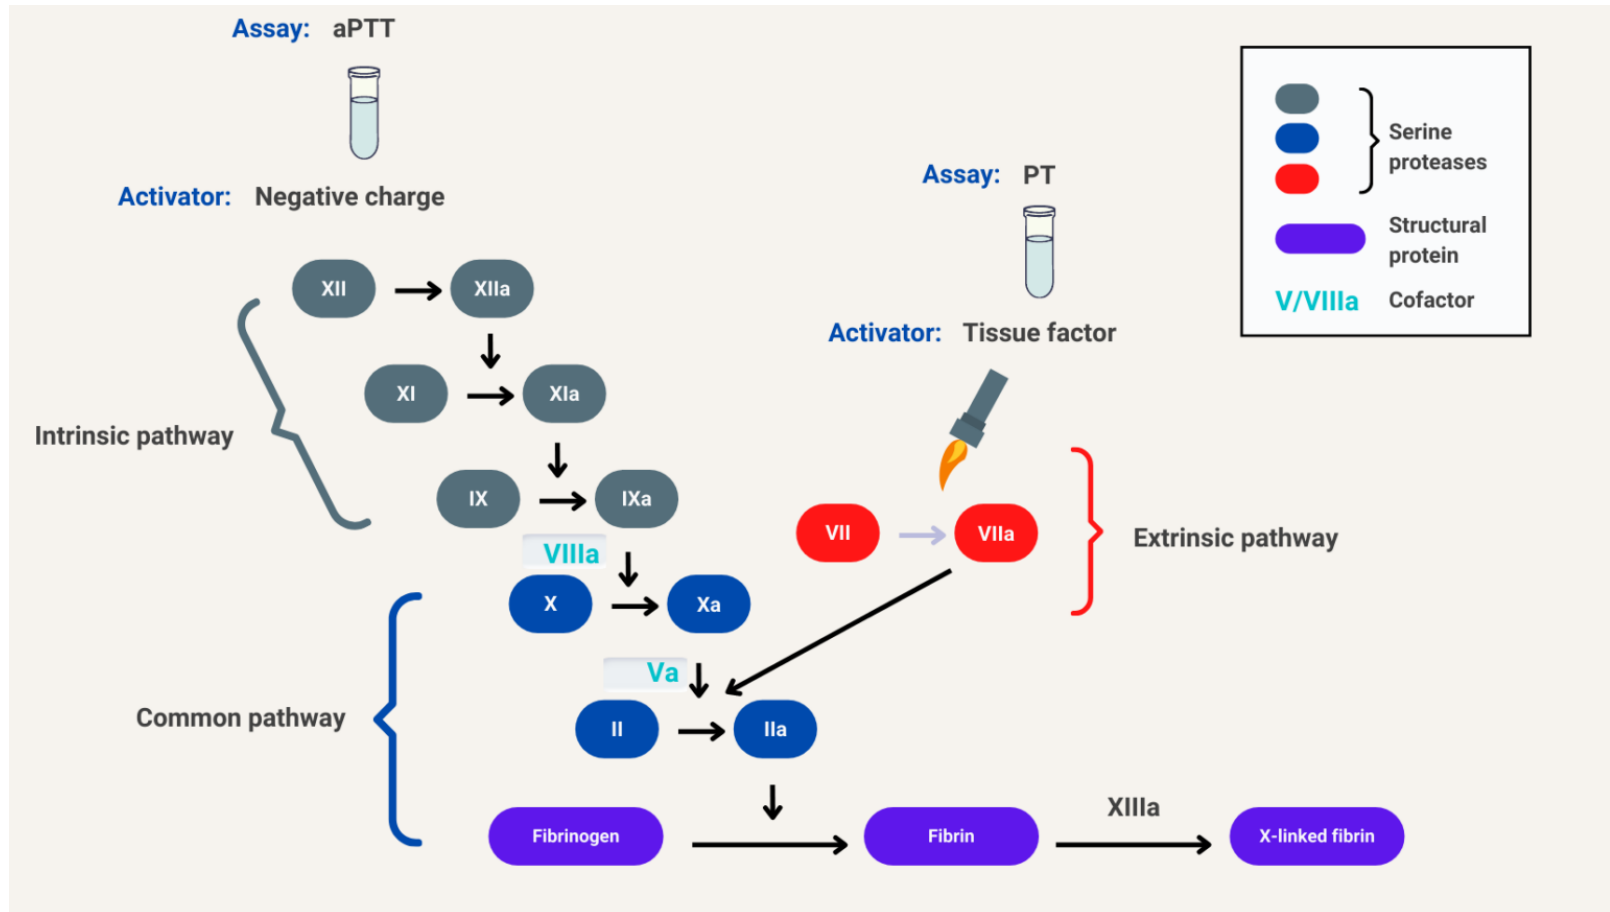 Assay: aPTT
Activator: Negative charge
XII
XIIa
XI
XIa
Intrinsic pathway
IX
IXa
VIIIa
X
Xa
Va
Common pathway
II
IIa
Fibrinogen
Fibrin
XIIIa
X-linked fibrin
Assay: PT
Activator: Tissue factor
VII
VIIa
Extrinsic pathway
Serine
proteases
Structural
protein
V/VIIIa Cofactor